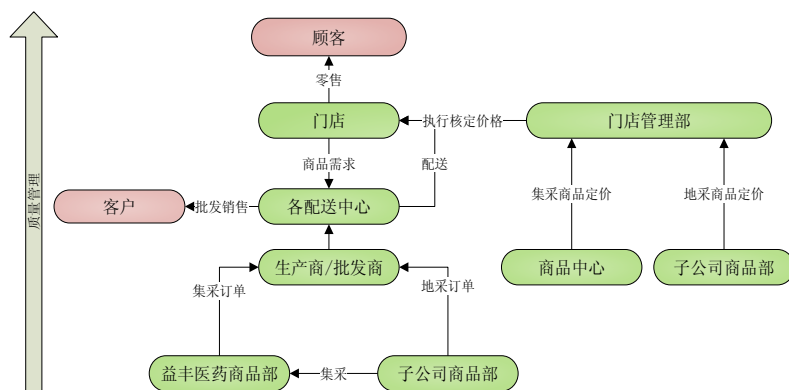 顾客
零售
门店
执行核定价格
门店管理部
商品需求
配送
质量管理
客户
批发销售
各配送中心
集采商品定价
地采商品定价
生产商/批发商
商品中心
子公司商品部
集采订单
地采订单
益丰医药商品部
集采
子公司商品部